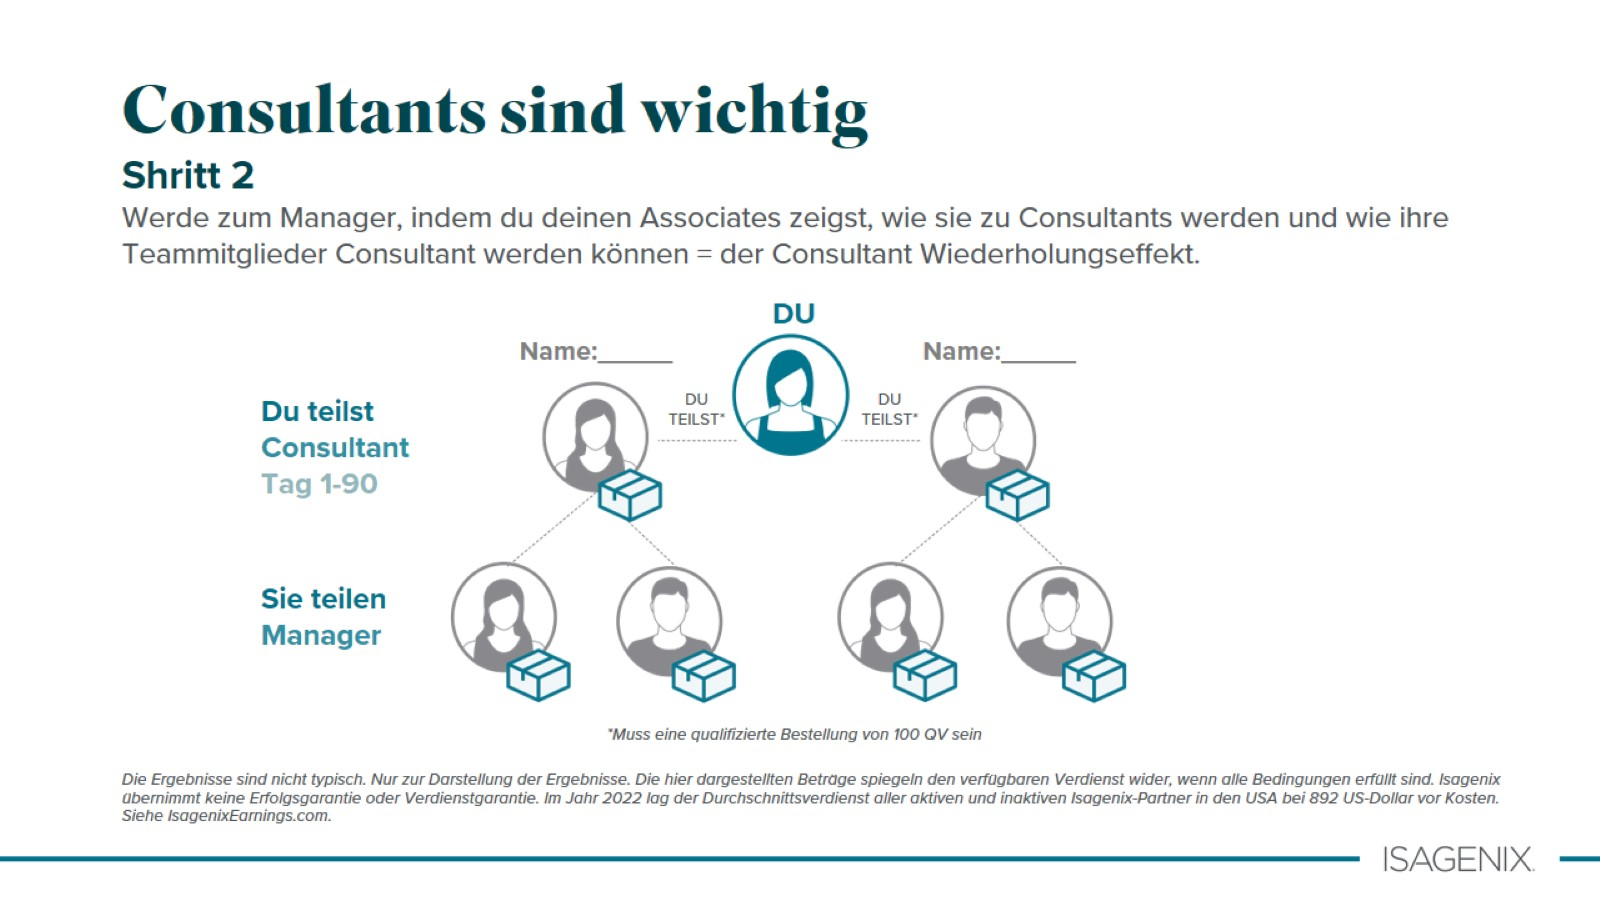 Consultants sind wichtig
Shritt 2
Werde zum Manager, indem du deinen Associates zeigst, wie sie zu Consultants werden und wie ihre
Teammitglieder Consultant werden können = der Consultant Wiederholungseffekt.
DU
Name:______
Name:______
DU
TEILST*
DU
TEILST*
Du teilst
Consultant
Tag 1-90
Sie teilen
Manager
*Muss eine qualifizierte Bestellung von 100 QV sein
Die Ergebnisse sind nicht typisch. Nur zur Darstellung der Ergebnisse. Die hier dargestellten Beträge spiegeln den verfügbaren Verdienst wider, wenn alle Bedingungen erfüllt sind. Isagenix
übernimmt keine Erfolgsgarantie oder Verdienstgarantie. Im Jahr 2022 lag der Durchschnittsverdienst aller aktiven und inaktiven Isagenix-Partner in den USA bei 892 US-Dollar vor Kosten.
Siehe IsagenixEarnings.com.
ISAGENIX.